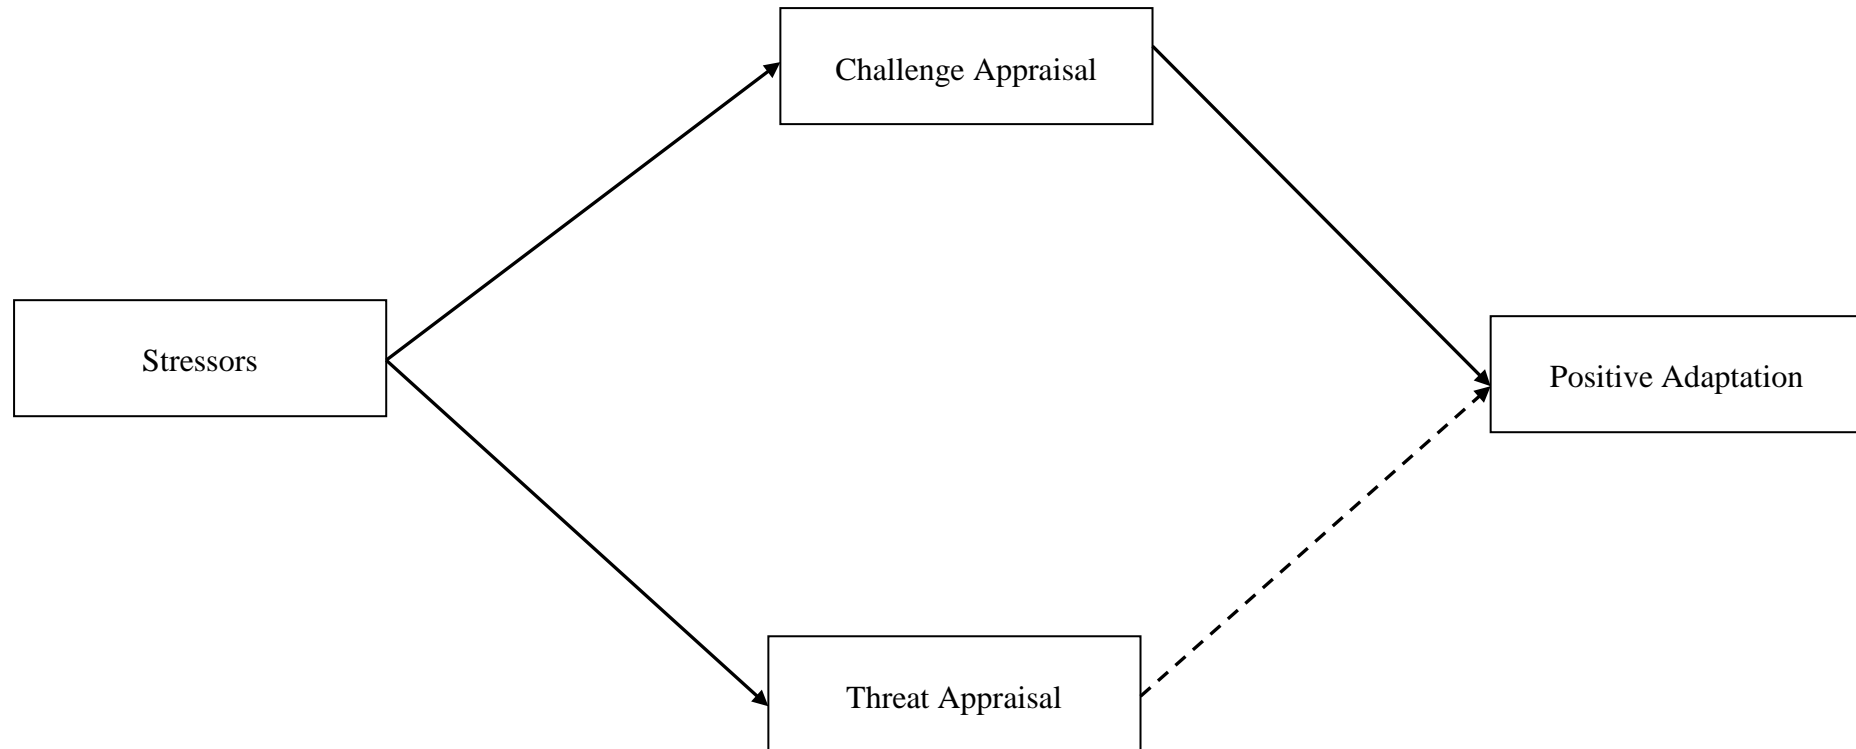 Challenge Appraisal
Stressors
Positive Adaptation
Threat Appraisal